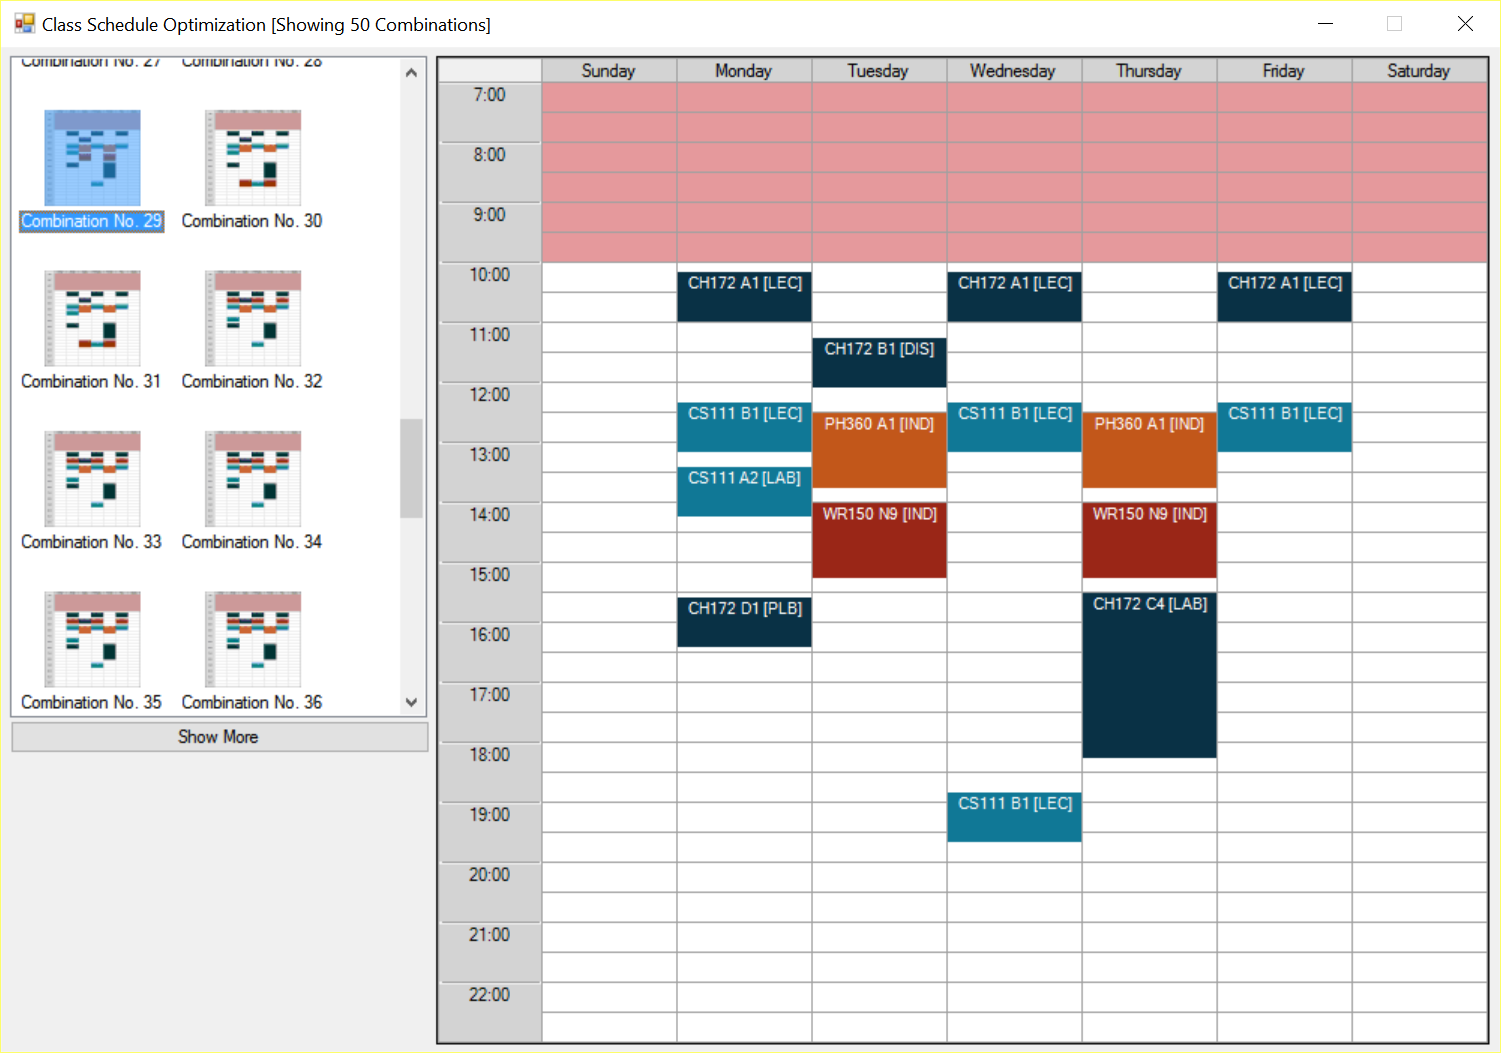 Class Schedule Optimization [Showing 50 Combinations]
Combination No. 27 Combination No. 28
Combination No. 29 Combination No. 30
Combination No. 31 Combination No. 32
Combination No. 33 Combination No. 34
Combination No. 35 Combination No. 36
Show More
Sunday Monday Tuesday Wednesday Thursday Friday Saturday
7:00
8:00
9:00
10:00
CH172 A1 [LEC] CH172 A1 [LEC] CH172 A1 [LEC]
11:00
CH172 B1 [DIS]
12:00
CS111 B1 [LEC] CS111 B1 [LEC] CS111 B1 [LEC]
PH360 A1 [IND] PH360 A1 [IND]
13:00
CS111 A2 [LAB]
14:00
WR150 N9 [IND] WR150 N9 [IND]
15:00
CH172 C4 [LAB]
CH172 D1 [PLB]
16:00
17:00
18:00
CS111 B1 [LEC]
19:00
20:00
21:00
22:00